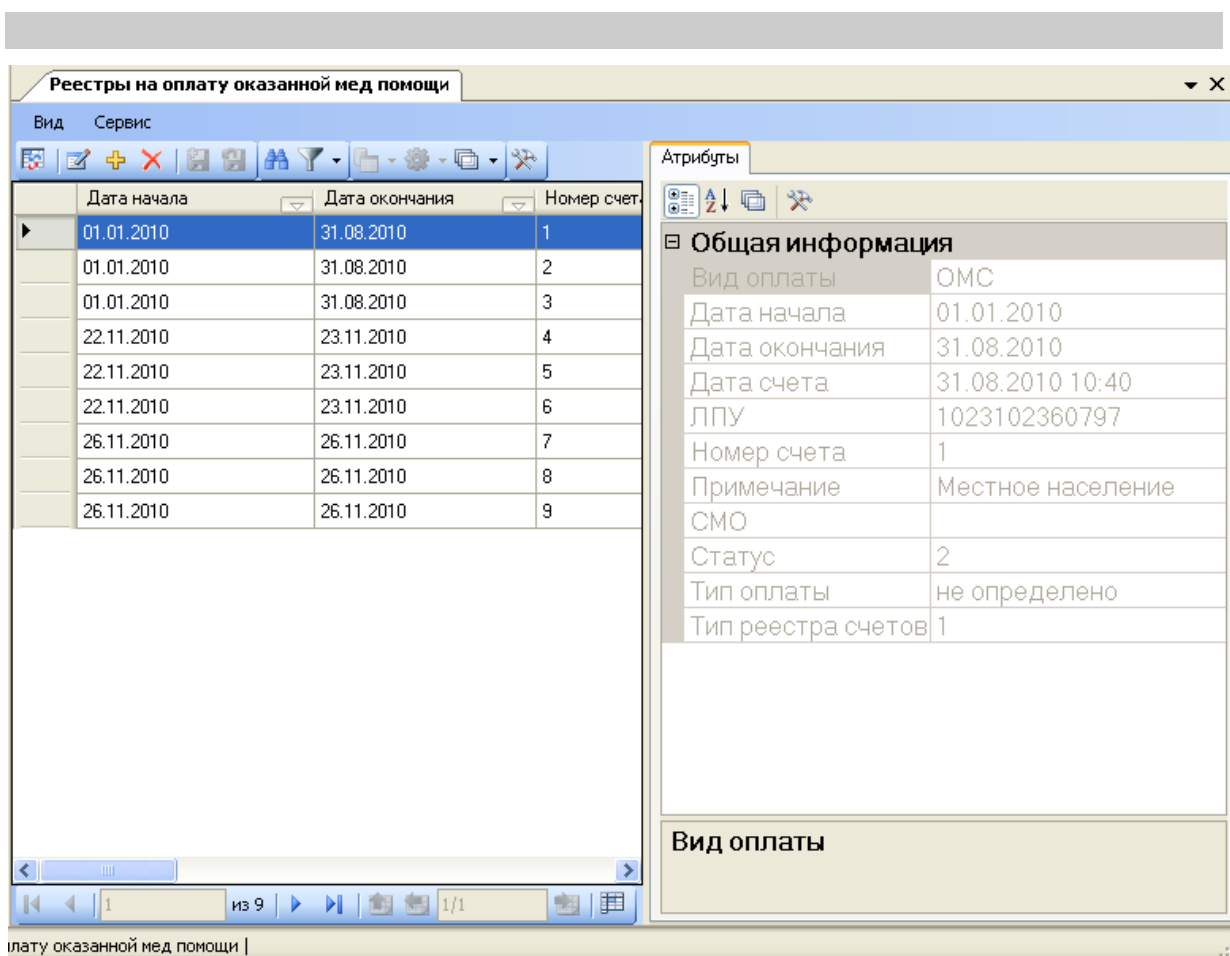 Реестры на оплату оказанной мед помощи
Вид Сервис
Атрибуты
Дата начала Дата окончания Номер счет
01.01.2010 31.08.2010 1
01.01.2010 31.08.2010 2
01.01.2010 31.08.2010 3
22.11.2010 23.11.2010 4
22.11.2010 23.11.2010 5
22.11.2010 23.11.2010 6
26.11.2010 26.11.2010 7
26.11.2010 26.11.2010 8
26.11.2010 26.11.2010 9
Общая информация
Вид оплаты ОМС
Дата начала 01.01.2010
Дата окончания 31.08.2010
Дата счета 31.08.2010 10:40
ЛПУ 1023102360797
Номер счета 1
Примечание Местное население
СМО
Статус 2
Тип оплаты не определено
Тип реестра счетов 1
Вид оплаты
1 из 9 1/1
лату оказанной мед помощи |